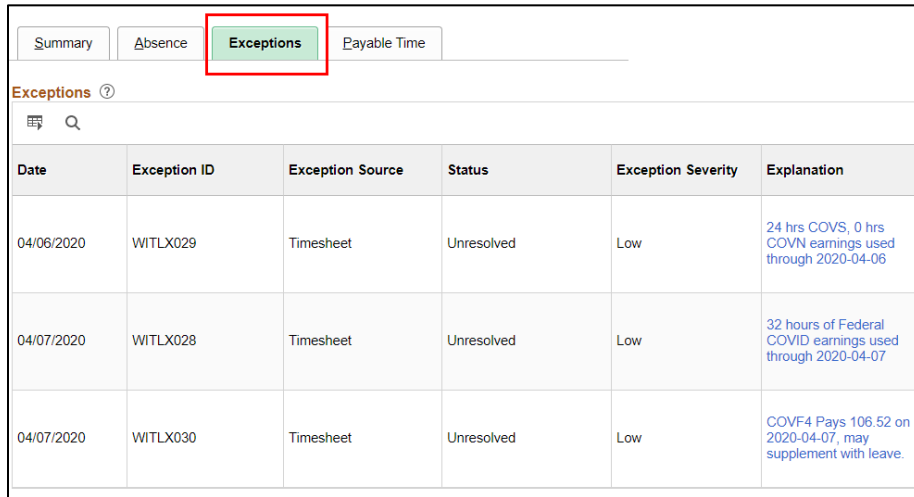 Summary Absence Exceptions Payable Time
Exceptions ?
Date Exception ID Exception Source Status Exception Severity Explanation
04/06/2020 WITLX029 Timesheet Unresolved Low 24 hrs COVS, 0 hrs
COVN earnings used
through 2020-04-06
04/07/2020 WITLX028 Timesheet Unresolved Low 32 hours of Federal
COVID earnings used
through 2020-04-07
04/07/2020 WITLX030 Timesheet Unresolved Low COVF4 Pays 106.52 on
2020-04-07, may
supplement with leave.